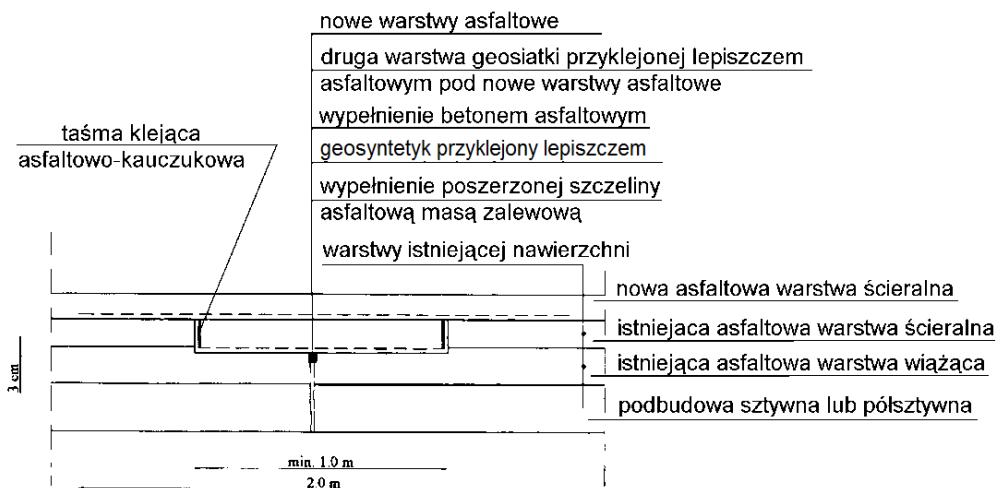 nowe warstwy asfaltowe
druga warstwa geosiatki przyklejonej lepiszczem
asfaltowym pod nowe warstwy asfaltowe
wypełnienie betonem asfaltowym
geosyntetyk przyklejony lepiszczem
wypełnienie poszerzonej szczeliny
asfaltową masą zalewową
warstwy istniejącej nawierzchni
taśma klejąca
asfaltowo-kauczukowa
nowa asfaltowa warstwa ścieralna
istniejaca asfaltowa warstwa ścieralna
istniejąca asfaltowa warstwa wiążąca
podbudowa sztywna lub półsztywna
3 cm
min. 1.0 m
2.0 m